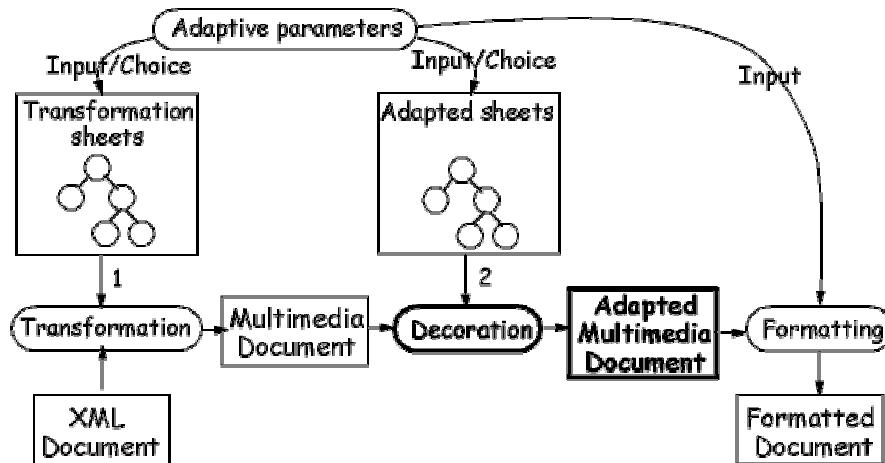 Adaptive parameters
Input/Choice
Input/Choice
Input
Transformation
sheets
Adapted sheets
1
2
Transformation
Multimedia
Document
Decoration
Adapted
Multimedia
Document
Formatting
XML
Document
Formatted
Document